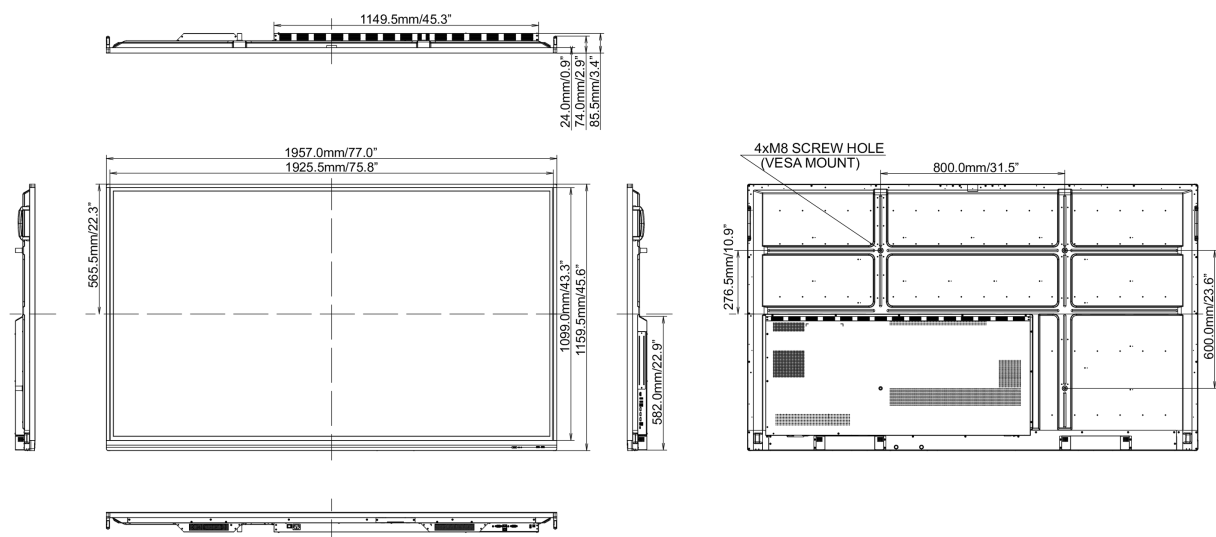 1149.5mm/45.3”
24.0mm/0.9”
74.0mm/2.9”
85.5mm/3.4”
1957.0mm/77.0”
1925.5mm/75.8”
565.5mm/22.3”
1099.0mm/43.3”
1159.5mm/45.6”
582.0mm/22.9”
4xM8 SCREW HOLE
(VESA MOUNT)
800.0mm/31.5”
276.5mm/10.9”
600.0mm/23.6”